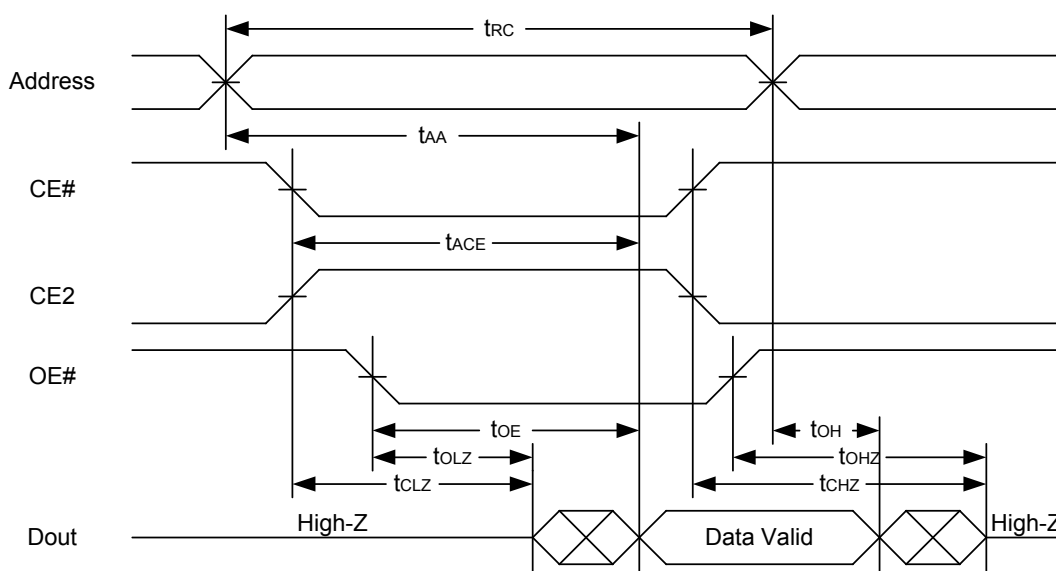 tRC
Address
tAA
CE#
tACE
CE2
OE#
tOE
tOH
tOLZ
tOHZ
tCLZ
tCHZ
High-Z
High-Z
Dout
Data Valid